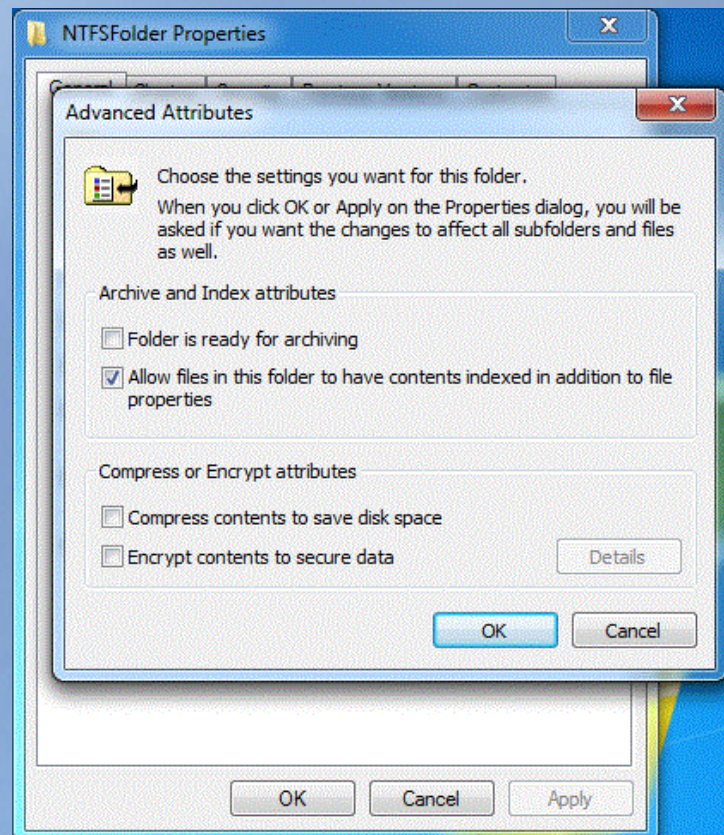 NTFSFolder Properties
General
Advanced Attributes
Choose the settings you want for this folder.
When you click OK or Apply on the Properties dialog, you will be
asked if you want the changes to affect all subfolders and files
as well.
Archive and Index attributes
Folder is ready for archiving
Allow files in this folder to have contents indexed in addition to file
properties
Compress or Encrypt attributes
Compress contents to save disk space
Encrypt contents to secure data
Details
OK
Cancel
OK
Cancel
Apply